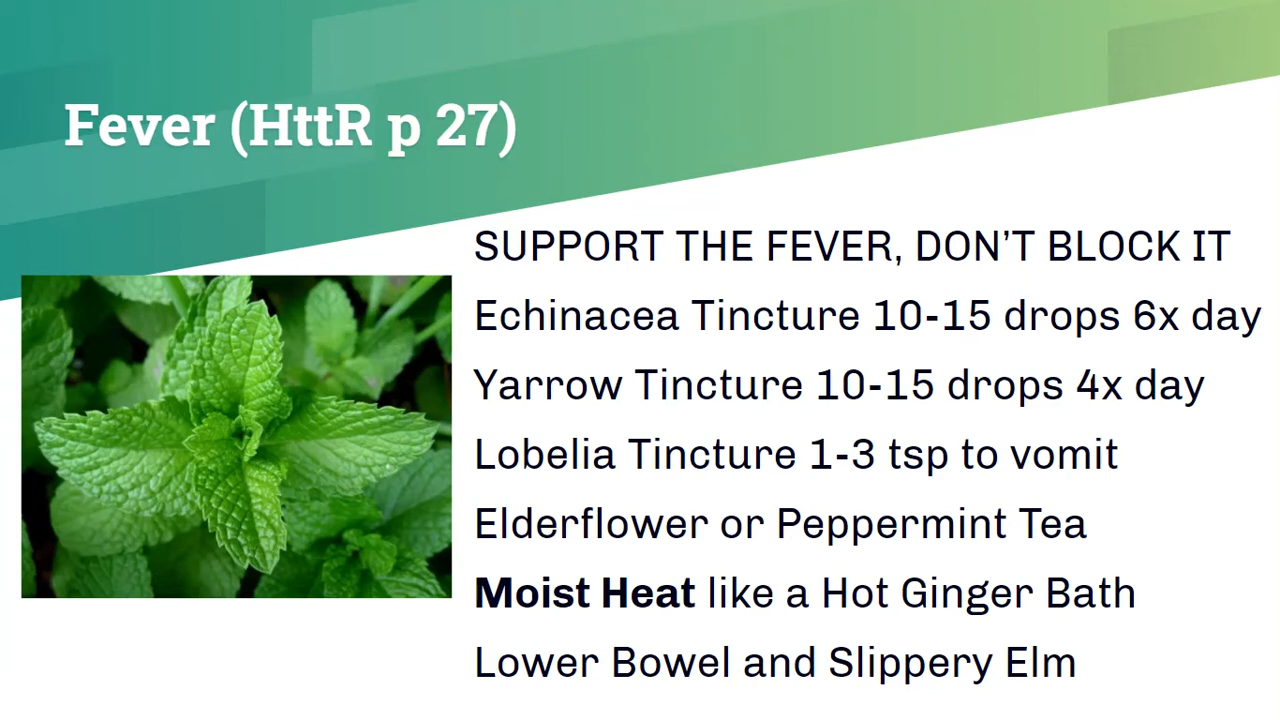 Fever (HttR p 27)
SUPPORT THE FEVER, DON’T BLOCK IT
Echinacea Tincture 10-15 drops 6x day
Yarrow Tincture 10-15 drops 4x day
Lobelia Tincture 1-3 tsp to vomit
Elderflower or Peppermint Tea
Moist Heat like a Hot Ginger Bath
Lower Bowel and Slippery Elm